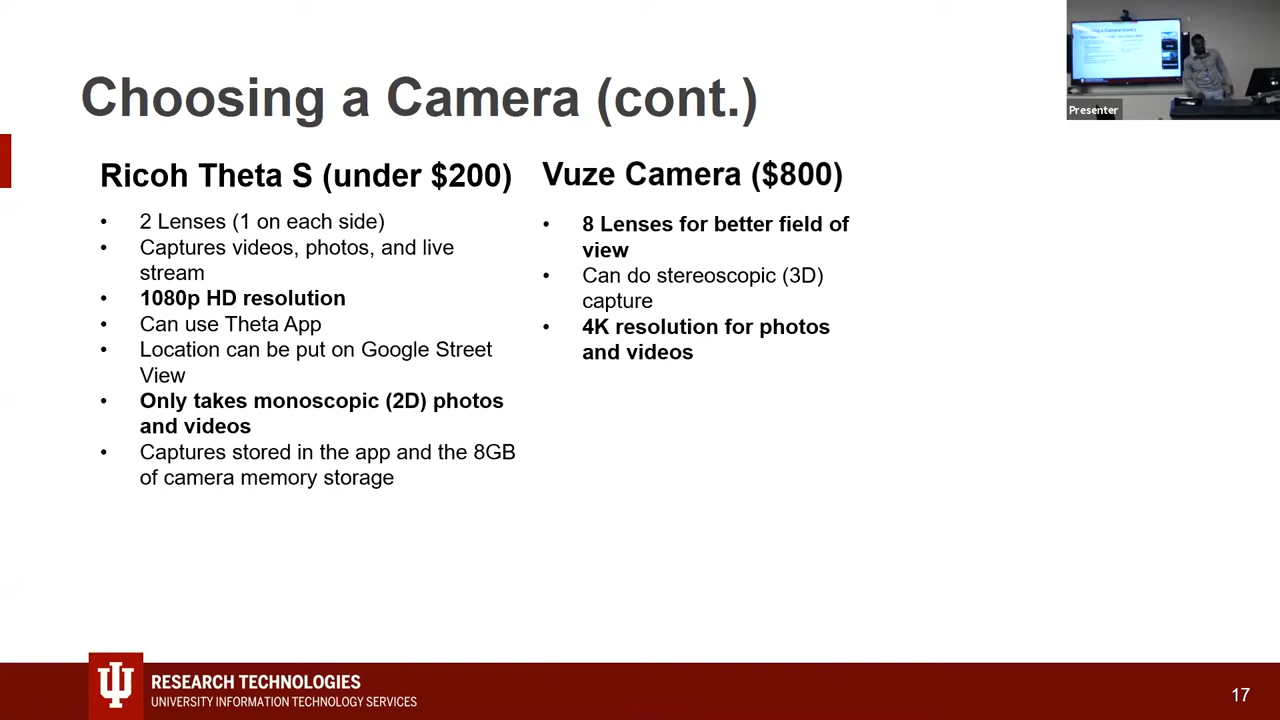 Choosing a Camera (cont.)
Presenter
Ricoh Theta S (under $200)
• 2 Lenses (1 on each side)
• Captures videos, photos, and live
stream
• 1080p HD resolution
• Can use Theta App
• Location can be put on Google Street
View
• Only takes monoscopic (2D) photos
and videos
• Captures stored in the app and the 8GB
of camera memory storage
Vuze Camera ($800)
• 8 Lenses for better field of
view
• Can do stereoscopic (3D)
capture
• 4K resolution for photos
and videos
RESEARCH TECHNOLOGIES
UNIVERSITY INFORMATION TECHNOLOGY SERVICES
17